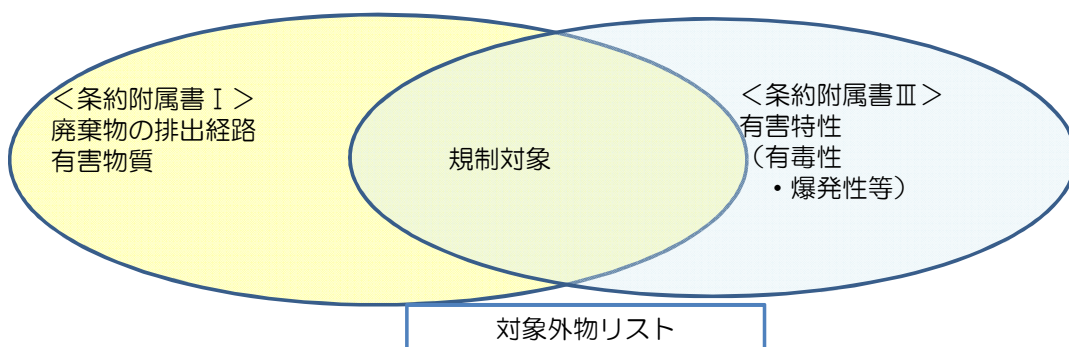 ＜条約附属書Ⅰ＞
廃棄物の排出経路
有害物質
規制対象
＜条約附属書Ⅲ＞
有害特性
（有毒性
・爆発性等）
対象外物リスト